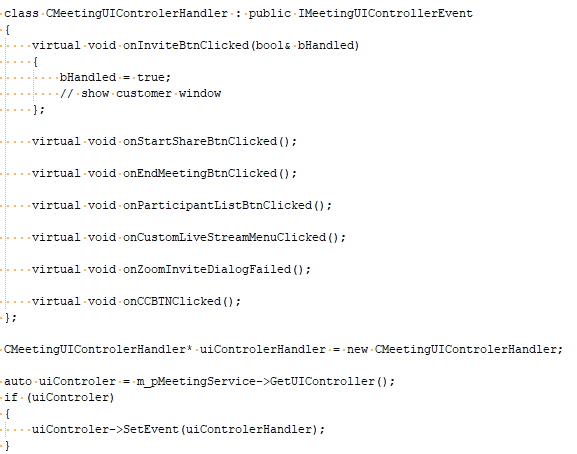 class CMeetingUIControlerHandler : public IMeetingUIControllerEvent
{
    virtual void onInviteBtnClicked(bool& bHandled)
    {
        bHandled = true;
        // show customer window
    };
    virtual void onStartShareBtnClicked();
    virtual void onEndMeetingBtnClicked();
    virtual void onParticipantListBtnClicked();
    virtual void onCustomLiveStreamMenuClicked();
    virtual void onZoomInviteDialogFailed();
    virtual void onCCBTNClicked();
};
CMeetingUIControlerHandler* uiControlerHandler = new CMeetingUIControlerHandler;
auto uiControler = m_pMeetingService->GetUIController();
if (uiControler)
{
    uiControler->SetEvent(uiControlerHandler);
}